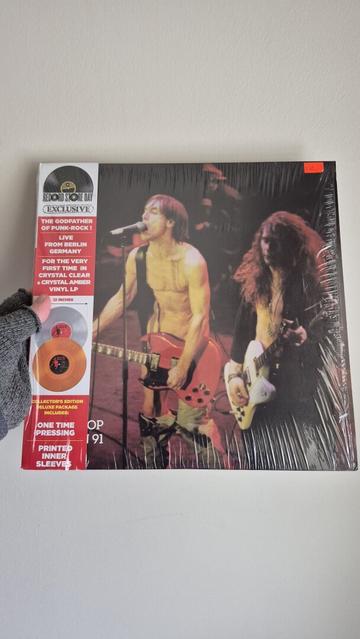 RECORD STORE DAY
EXCLUSIVE
THE GODFATHER
OF PUNK-ROCK !
LIVE
FROM BERLIN
GERMANY
FOR THE VERY
FIRST TIME IN
CRYSTAL CLEAR
& CRYSTAL AMBER
VINYL LP
12 INCHES
COLLECTOR'S EDITION
DELUXE PACKAGE
INCLUDED:
ONE TIME
PRESSING
PRINTED
INNER
SLEEVES
OP
N 91